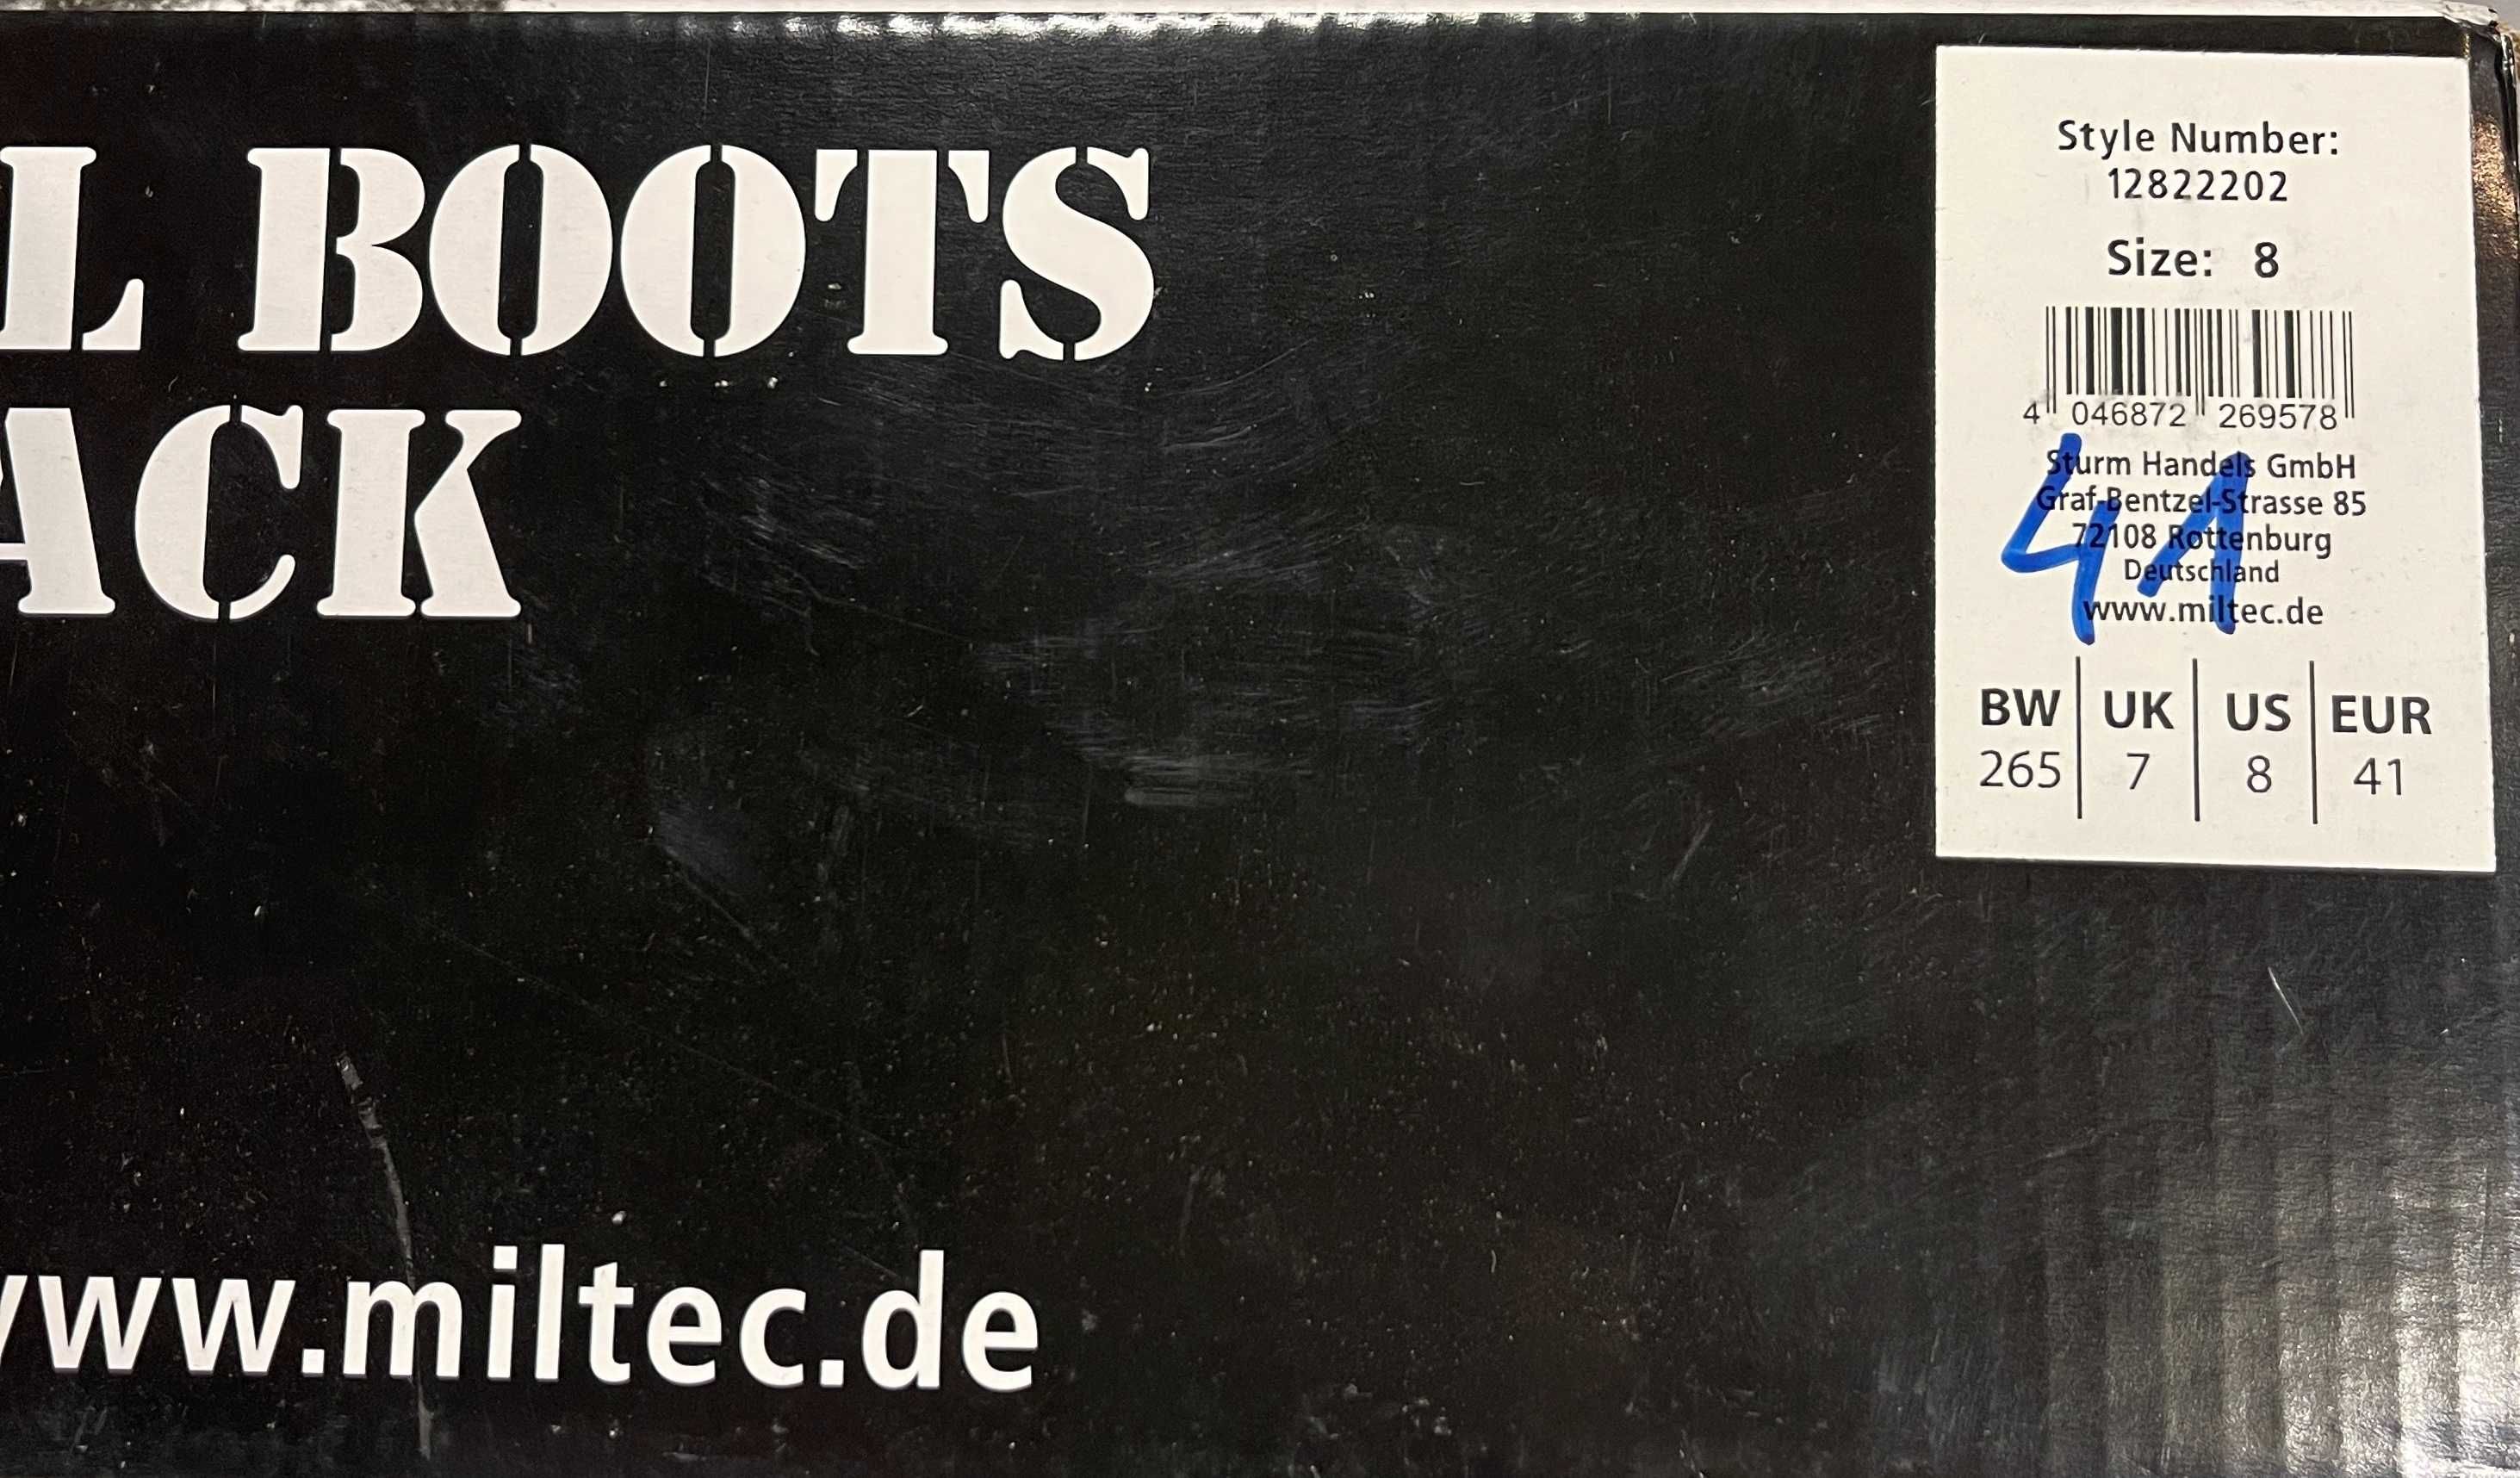 L BOOTS
ACK
www.miltec.de
Style Number:
12822202
Size: 8
4 046872 269578
41
Sturm Handels GmbH
Graf-Bentzel-Strasse 85
72108 Rottenburg
Deutschland
www.miltec.de
BW UK US EUR
265 7 8 41